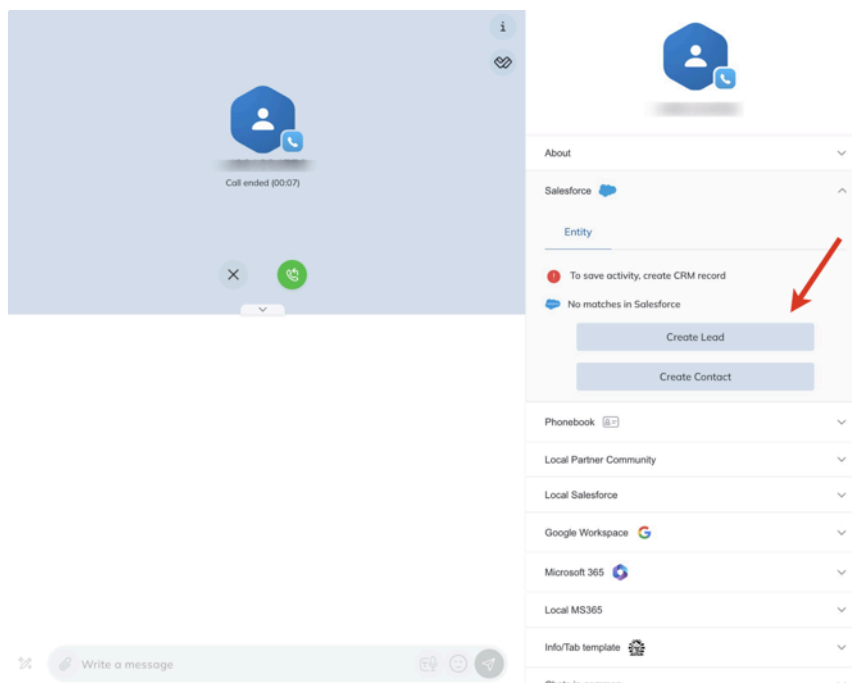 i
Call ended (00:07)
Write a message
About
Salesforce
Entity
To save activity, create CRM record
No matches in Salesforce
Create Lead
Create Contact
Phonebook
Local Partner Community
Local Salesforce
Google Workspace
Microsoft 365
Local MS365
Info/Tab template